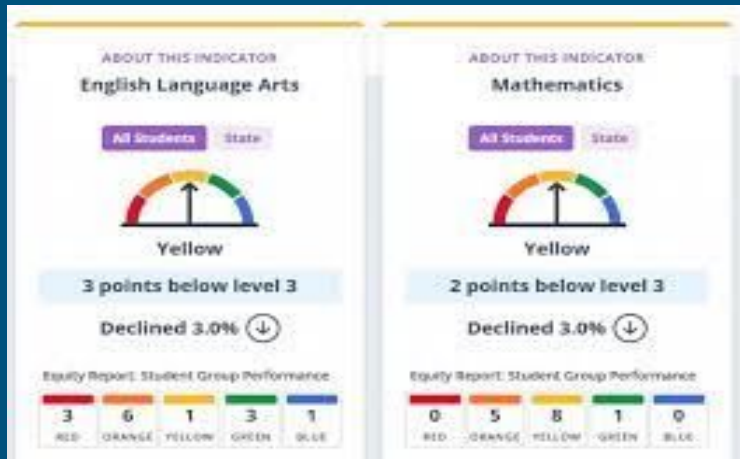 ABOUT THIS INDICATOR
English Language Arts
All Students State
Yellow
3 points below level 3
Declined 3.0%
Equity Report: Student Group Performance
3 6 1 3 1
RED ORANGE YELLOW GREEN BLUE
ABOUT THIS INDICATOR
Mathematics
All Students State
Yellow
2 points below level 3
Declined 3.0%
Equity Report: Student Group Performance
0 5 8 1 0
RED ORANGE YELLOW GREEN BLUE